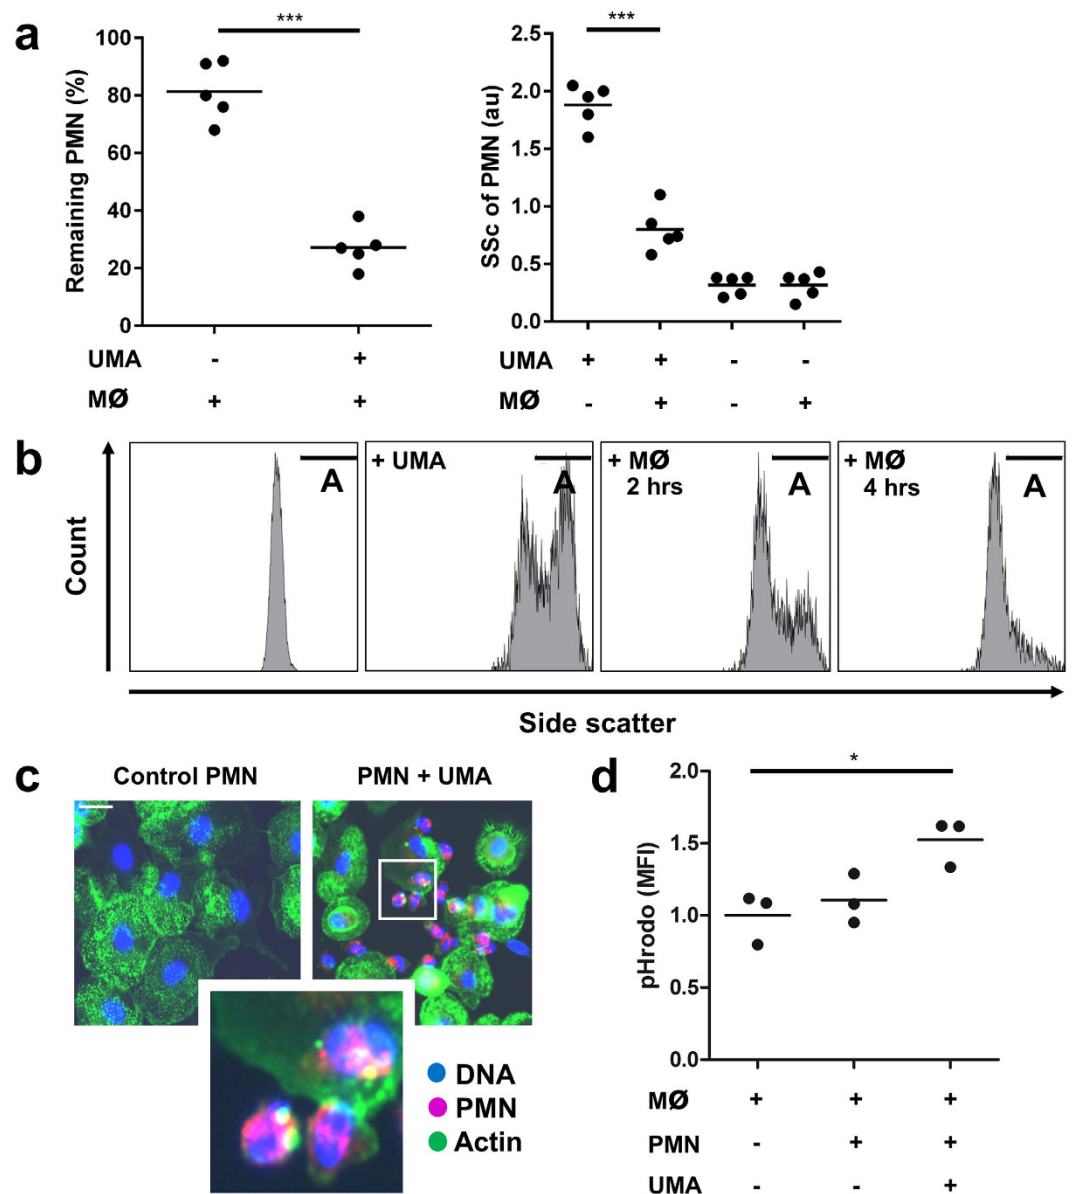 a
***
100
80
60
40
20
0
Remaining PMN (%)
UMA - +
MØ + +
***
2.5
2.0
1.5
1.0
0.5
0.0
SSc of PMN (au)
UMA + + - -
MØ - + - +
b
Count
A
+ UMA
A
+ MØ
2 hrs
A
+ MØ
4 hrs
A
Side scatter
c
Control PMN
PMN + UMA
DNA
PMN
Actin
d
*
2.0
1.5
1.0
0.5
0.0
pHrodo (MFI)
MØ + + +
PMN - + +
UMA - - +